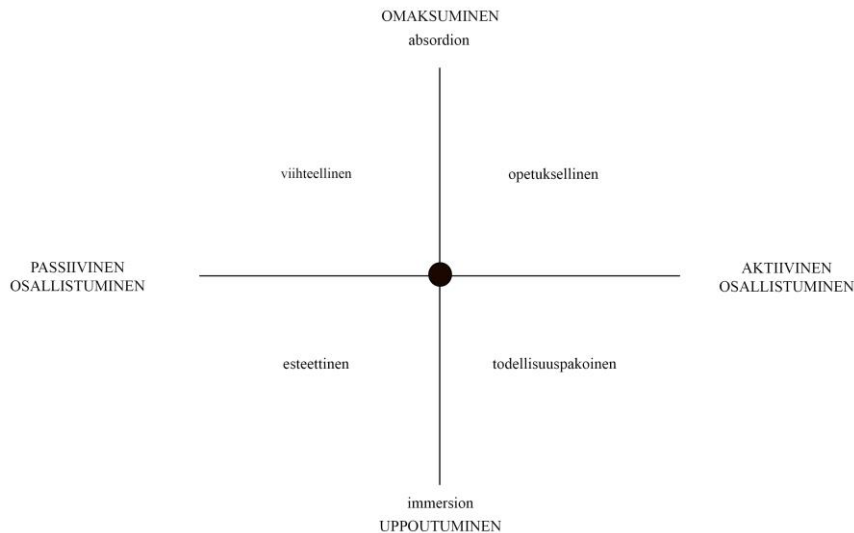 OMAKSUMINEN
absordion
viihteellinen
opetuksellinen
PASSIIVINEN
OSALLISTUMINEN
AKTIIVINEN
OSALLISTUMINEN
esteettinen
todellisuuspakoinen
immersion
UPPOUTUMINEN